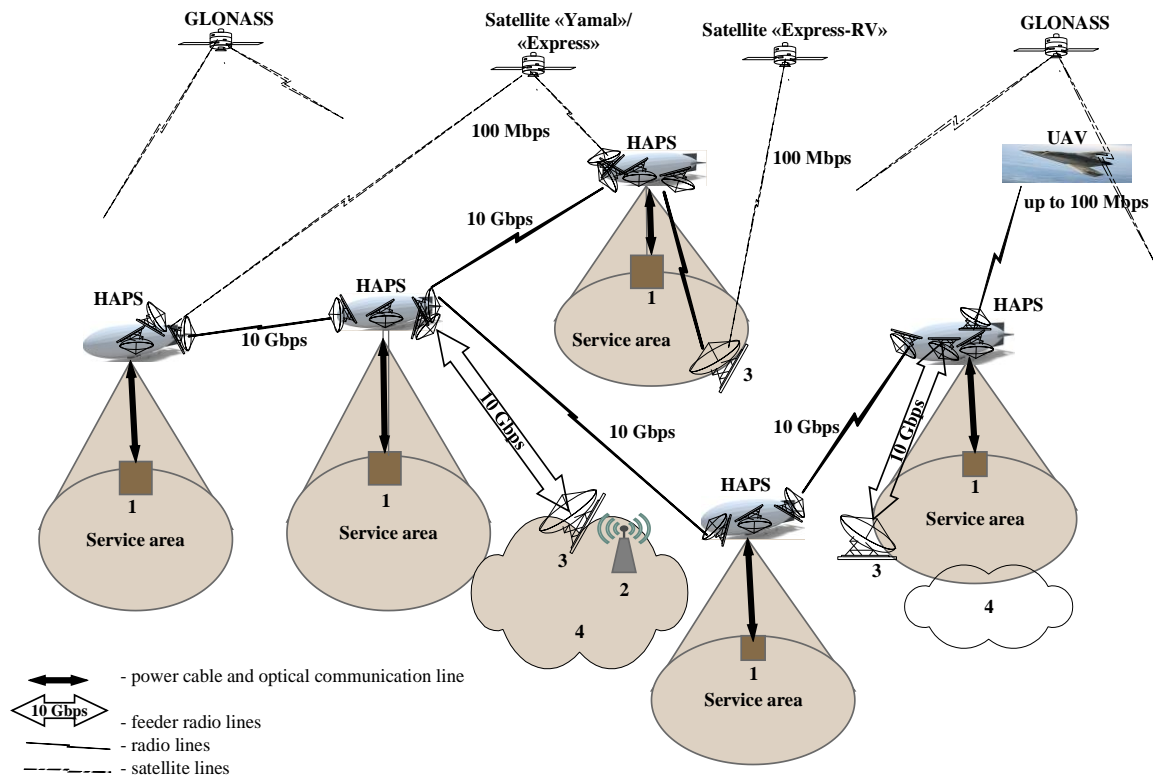 GLONASS
Satellite «Yamal»/
«Express»
Satellite «Express-RV»
GLONASS
100 Mbps
HAPS
100 Mbps
UAV
up to 100 Mbps
10 Gbps
HAPS
HAPS
1
HAPS
10 Gbps
Service area
3
10 Gbps
10 Gbps
10 Gbps
10 Gbps
HAPS
1
1
1
Service area
Service area
Service area
3
2
3
4
4
1
Service area
- power cable and optical communication line
10 Gbps
- feeder radio lines
- radio lines
- satellite lines